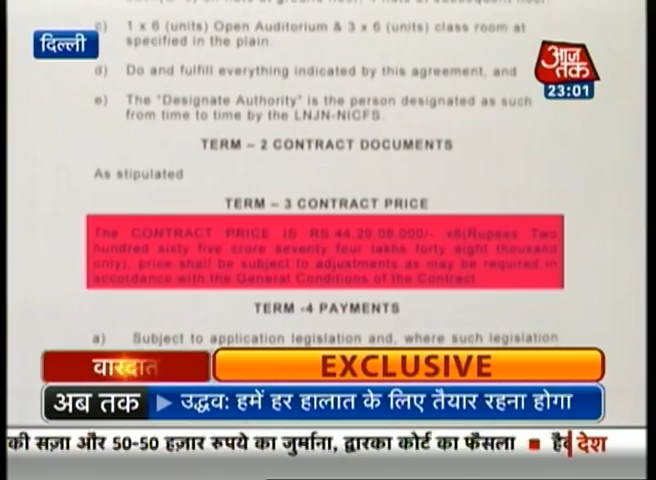 c) 1 x 6 (units) Open Auditorium & 3 x 6 (units) class room at
specified in the plain.
दिल्ली
आज तक
23:01
d) Do and fulfill everything indicated by this agreement, and
e) The "Designate Authority" is the person designated as such
from time to time by the LNJN-NICFS.
TERM – 2 CONTRACT DOCUMENTS
As stipulated
TERM – 3 CONTRACT PRICE
The CONTRACT PRICE IS RS.44,29,08,000/- x6(Rupees Two
hundred sixty five crore seventy four lakhs forty eight thousand
only). price shall be subject to adjustments as may be required in
accordance with the General Conditions of the Contract
TERM -4 PAYMENTS
a) Subject to application legislation and, where such legislation
वारदात
EXCLUSIVE
अब तक
उद्धव: हमें हर हालात के लिए तैयार रहना होगा
की सज़ा और 50-50 हज़ार रुपये का जुर्माना, द्वारका कोर्ट का फैसला
देश